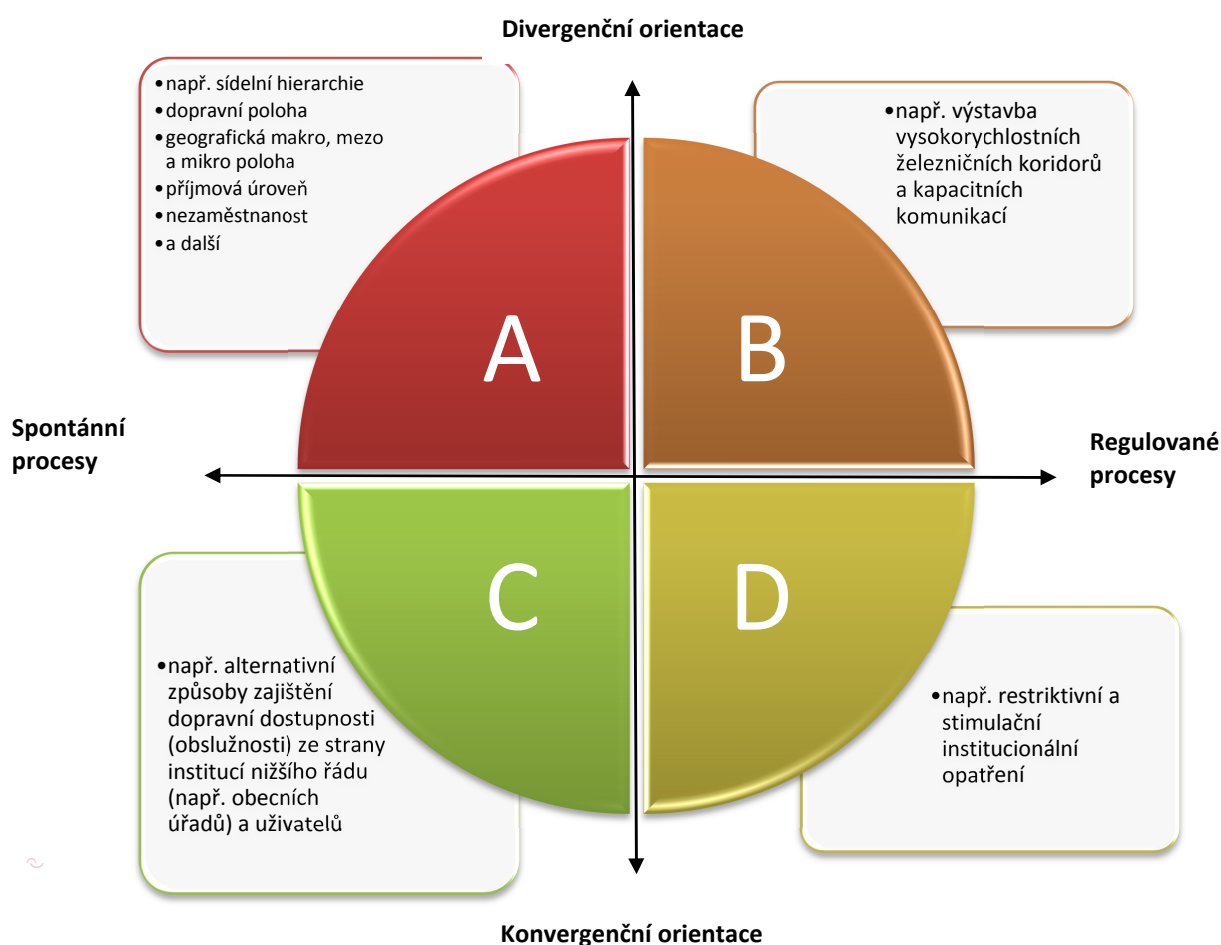 Divergenční orientace
•např. sídelní hierarchie
•dopravní poloha
•geografická makro, mezo
a mikro poloha
•příjmová úroveň
•nezaměstnanost
•a další
•např. výstavba
vysokorychlostních
železničních koridorů
a kapacitních
komunikací
A
B
Spontánní
procesy
Regulované
procesy
C
D
•např. alternativní
způsoby zajištění
dopravní dostupnosti
(obslužnosti) ze strany
institucí nižšího řádu
(např. obecních
úřadů) a uživatelů
•např. restriktivní a
stimulační
institucionální
opatření
Konvergenční orientace